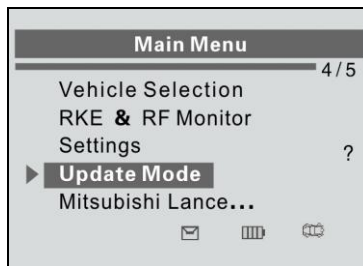 Main Menu
4/5
Vehicle Selection
RKE & RF Monitor
Settings
?
Update Mode
Mitsubishi Lance...